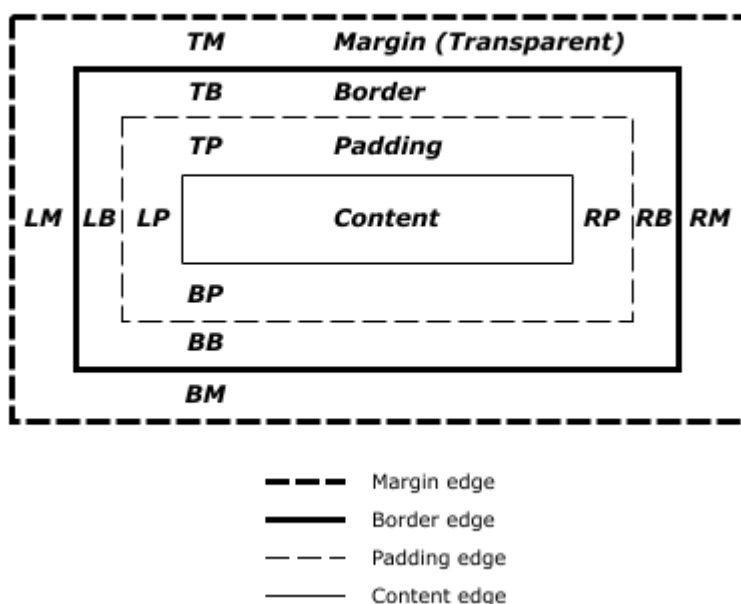 TM Margin (Transparent)
TB Border
TP Padding
LM LB LP Content RP RB RM
BP
BB
BM
Margin edge
Border edge
Padding edge
Content edge